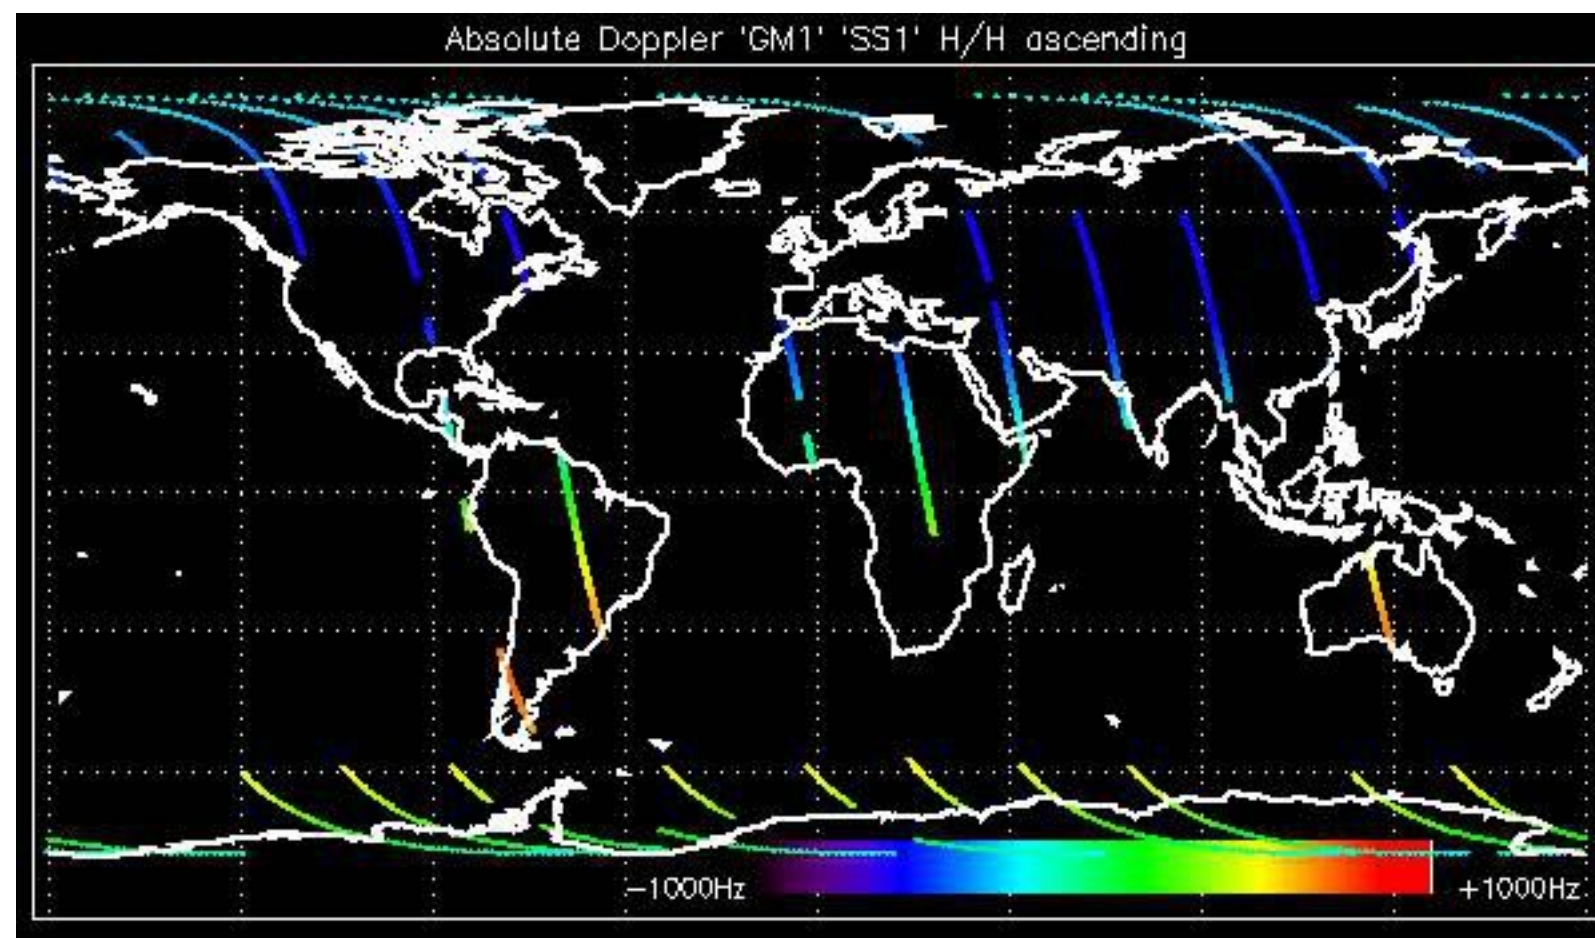 Absolute Doppler 'GM1' 'SS1' H/H ascending
−1000Hz
+1000Hz